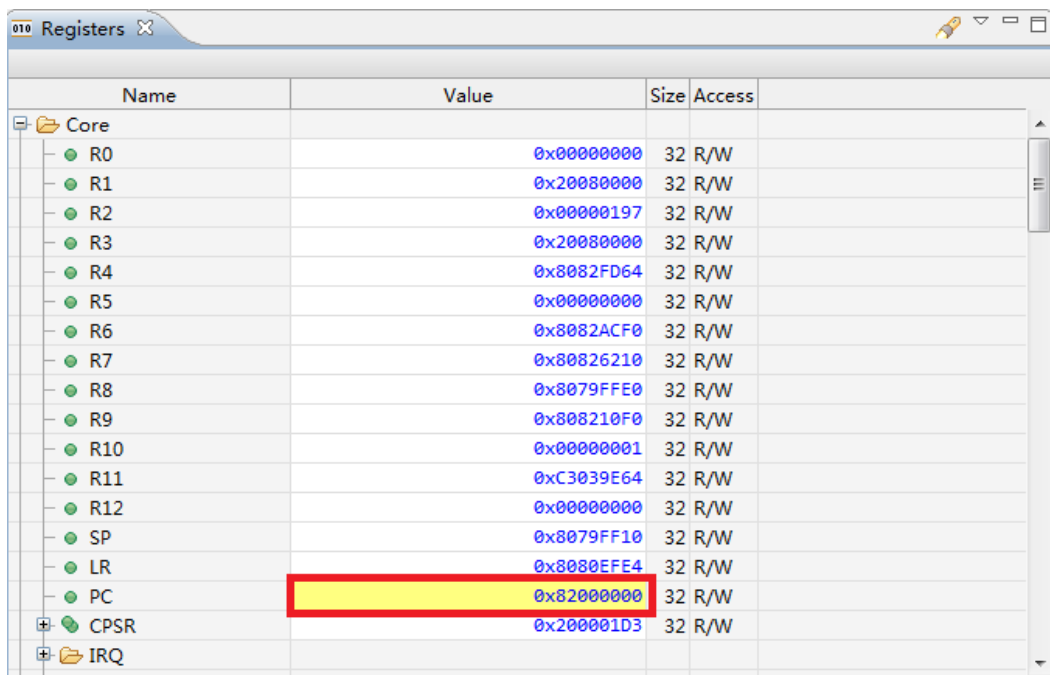 010 Registers
Name Value Size Access
Core
R0 0x00000000 32 R/W
R1 0x20080000 32 R/W
R2 0x00000197 32 R/W
R3 0x20080000 32 R/W
R4 0x8082FD64 32 R/W
R5 0x00000000 32 R/W
R6 0x8082ACF0 32 R/W
R7 0x80826210 32 R/W
R8 0x8079FFE0 32 R/W
R9 0x808210F0 32 R/W
R10 0x00000001 32 R/W
R11 0xC3039E64 32 R/W
R12 0x00000000 32 R/W
SP 0x8079FF10 32 R/W
LR 0x8080EFE4 32 R/W
PC 0x82000000 32 R/W
CPSR 0x200001D3 32 R/W
IRQ